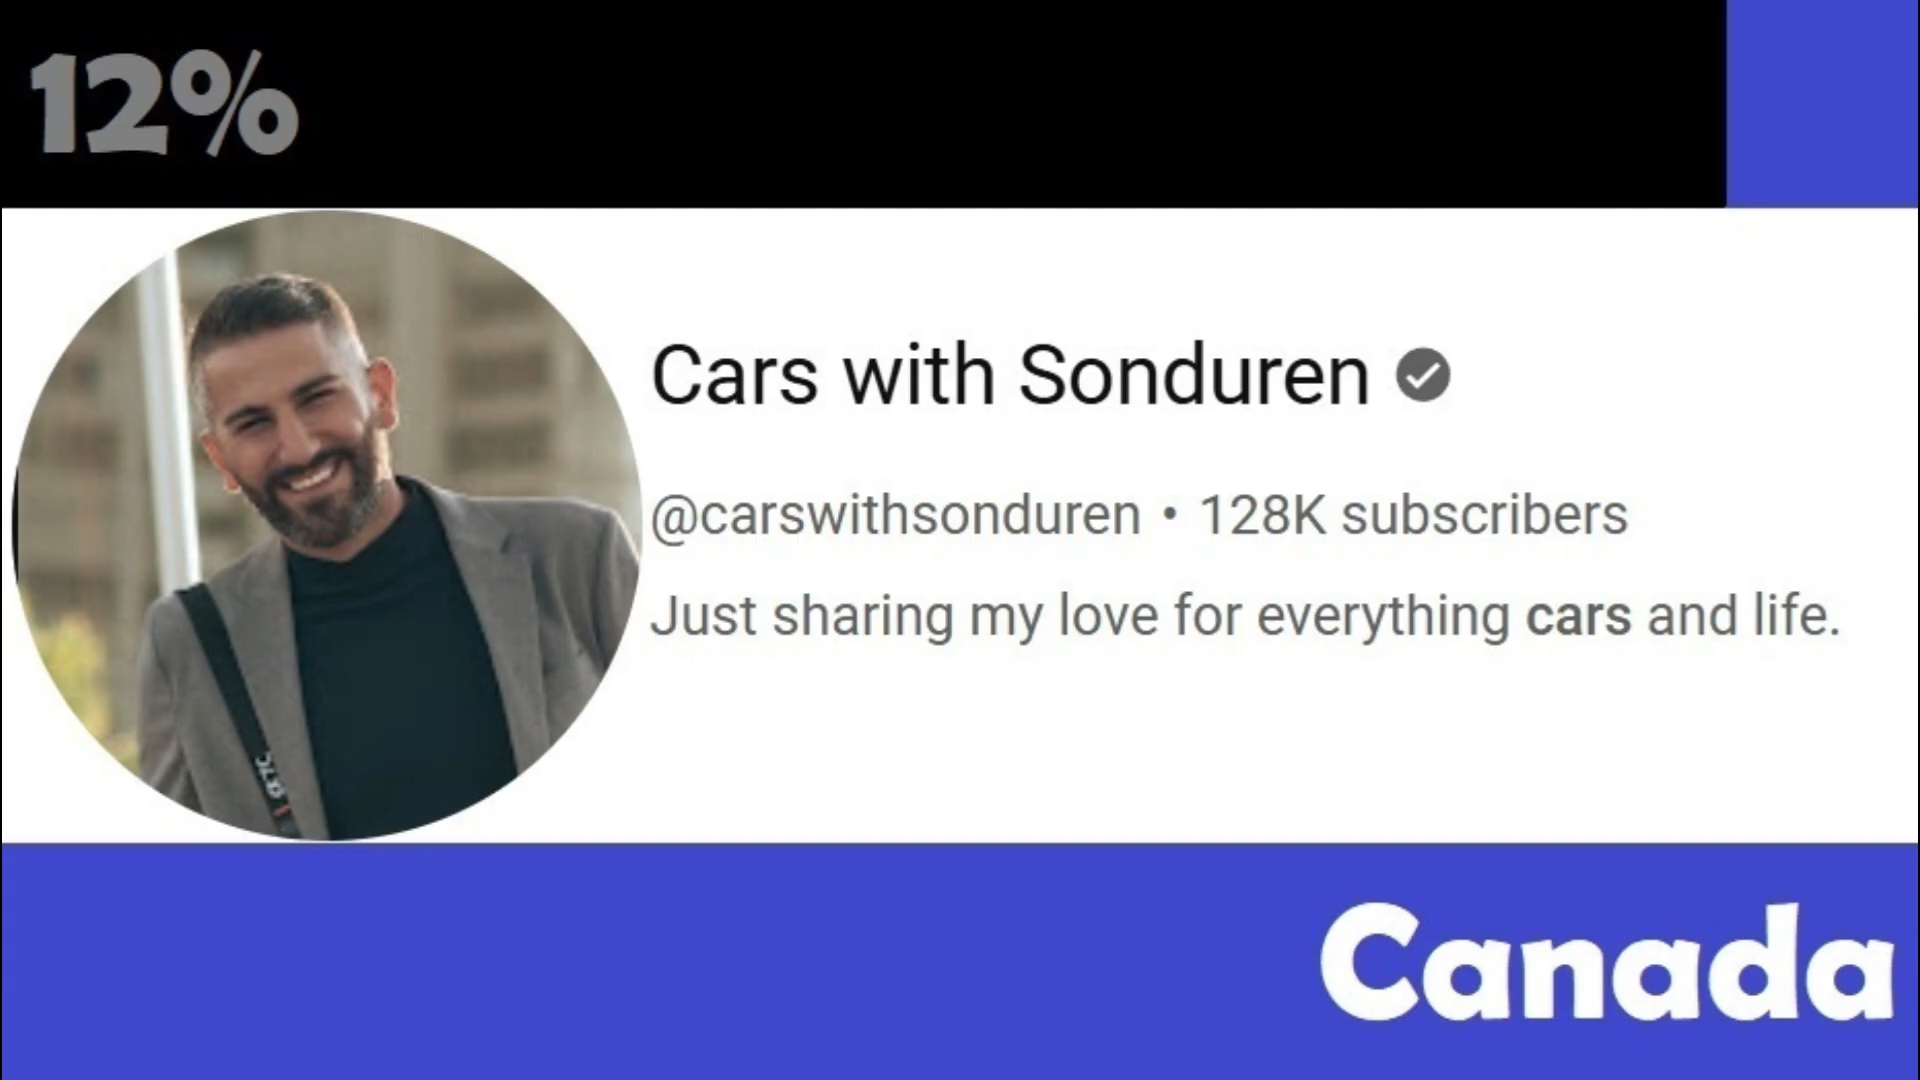 12%
Cars with Sonduren
@carswithsonduren • 128K subscribers
Just sharing my love for everything cars and life.
Canada